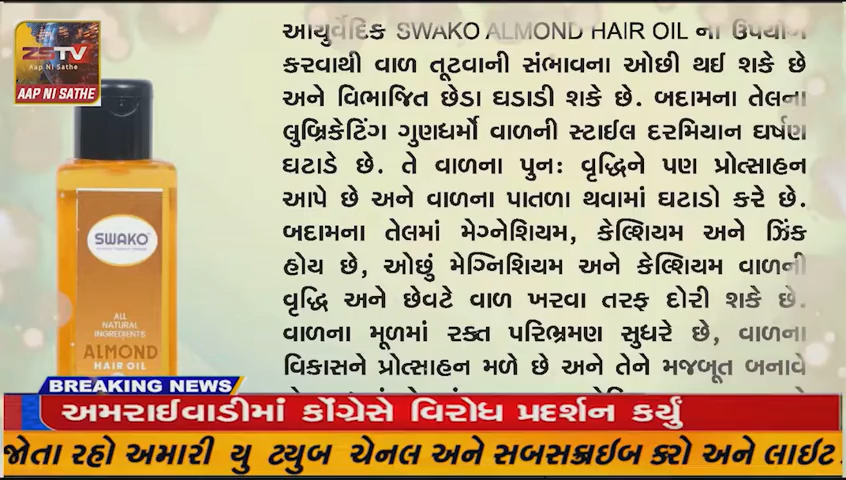 ZSTV
Aap Ni Sathe
AAP NI SATHE
આયુર્વેદિક SWAKO ALMOND HAIR OIL ના ઉપયોગ
કરવાથી વાળ તૂટવાની સંભાવના ઓછી થઈ શકે છે
અને વિભાજિત છેડા ઘડાડી શકે છે. બદામના તેલના
લુબ્રિકેટિંગ ગુણધર્મો વાળની સ્ટાઈલ દરમિયાન ઘર્ષણ
ઘટાડે છે. તે વાળના પુનઃ વૃદ્ધિને પણ પ્રોત્સાહન
આપે છે અને વાળના પાતળા થવામાં ઘટાડો કરે છે.
બદામના તેલમાં મેગ્નેશિયમ, કેલ્શિયમ અને ઝિંક
હોય છે, ઓછું મેગ્નિશિયમ અને કેલ્શિયમ વાળની
વૃદ્ધિ અને છેવટે વાળ ખરવા તરફ દોરી શકે છે.
વાળના મૂળમાં રક્ત પરિભ્રમણ સુધરે છે, વાળના
વિકાસને પ્રોત્સાહન મળે છે અને તેને મજબૂત બનાવે
SWAKO
ALL
NATURAL
INGREDIENTS
ALMOND
HAIR OIL
BREAKING NEWS
અમરાઈવાડીમાં કોંગ્રેસે વિરોધ પ્રદર્શન કર્યું
જોતા રહો અમારી યુ ટ્યુબ ચેનલ અને સબસક્રાઇબ કરો અને લાઈટ